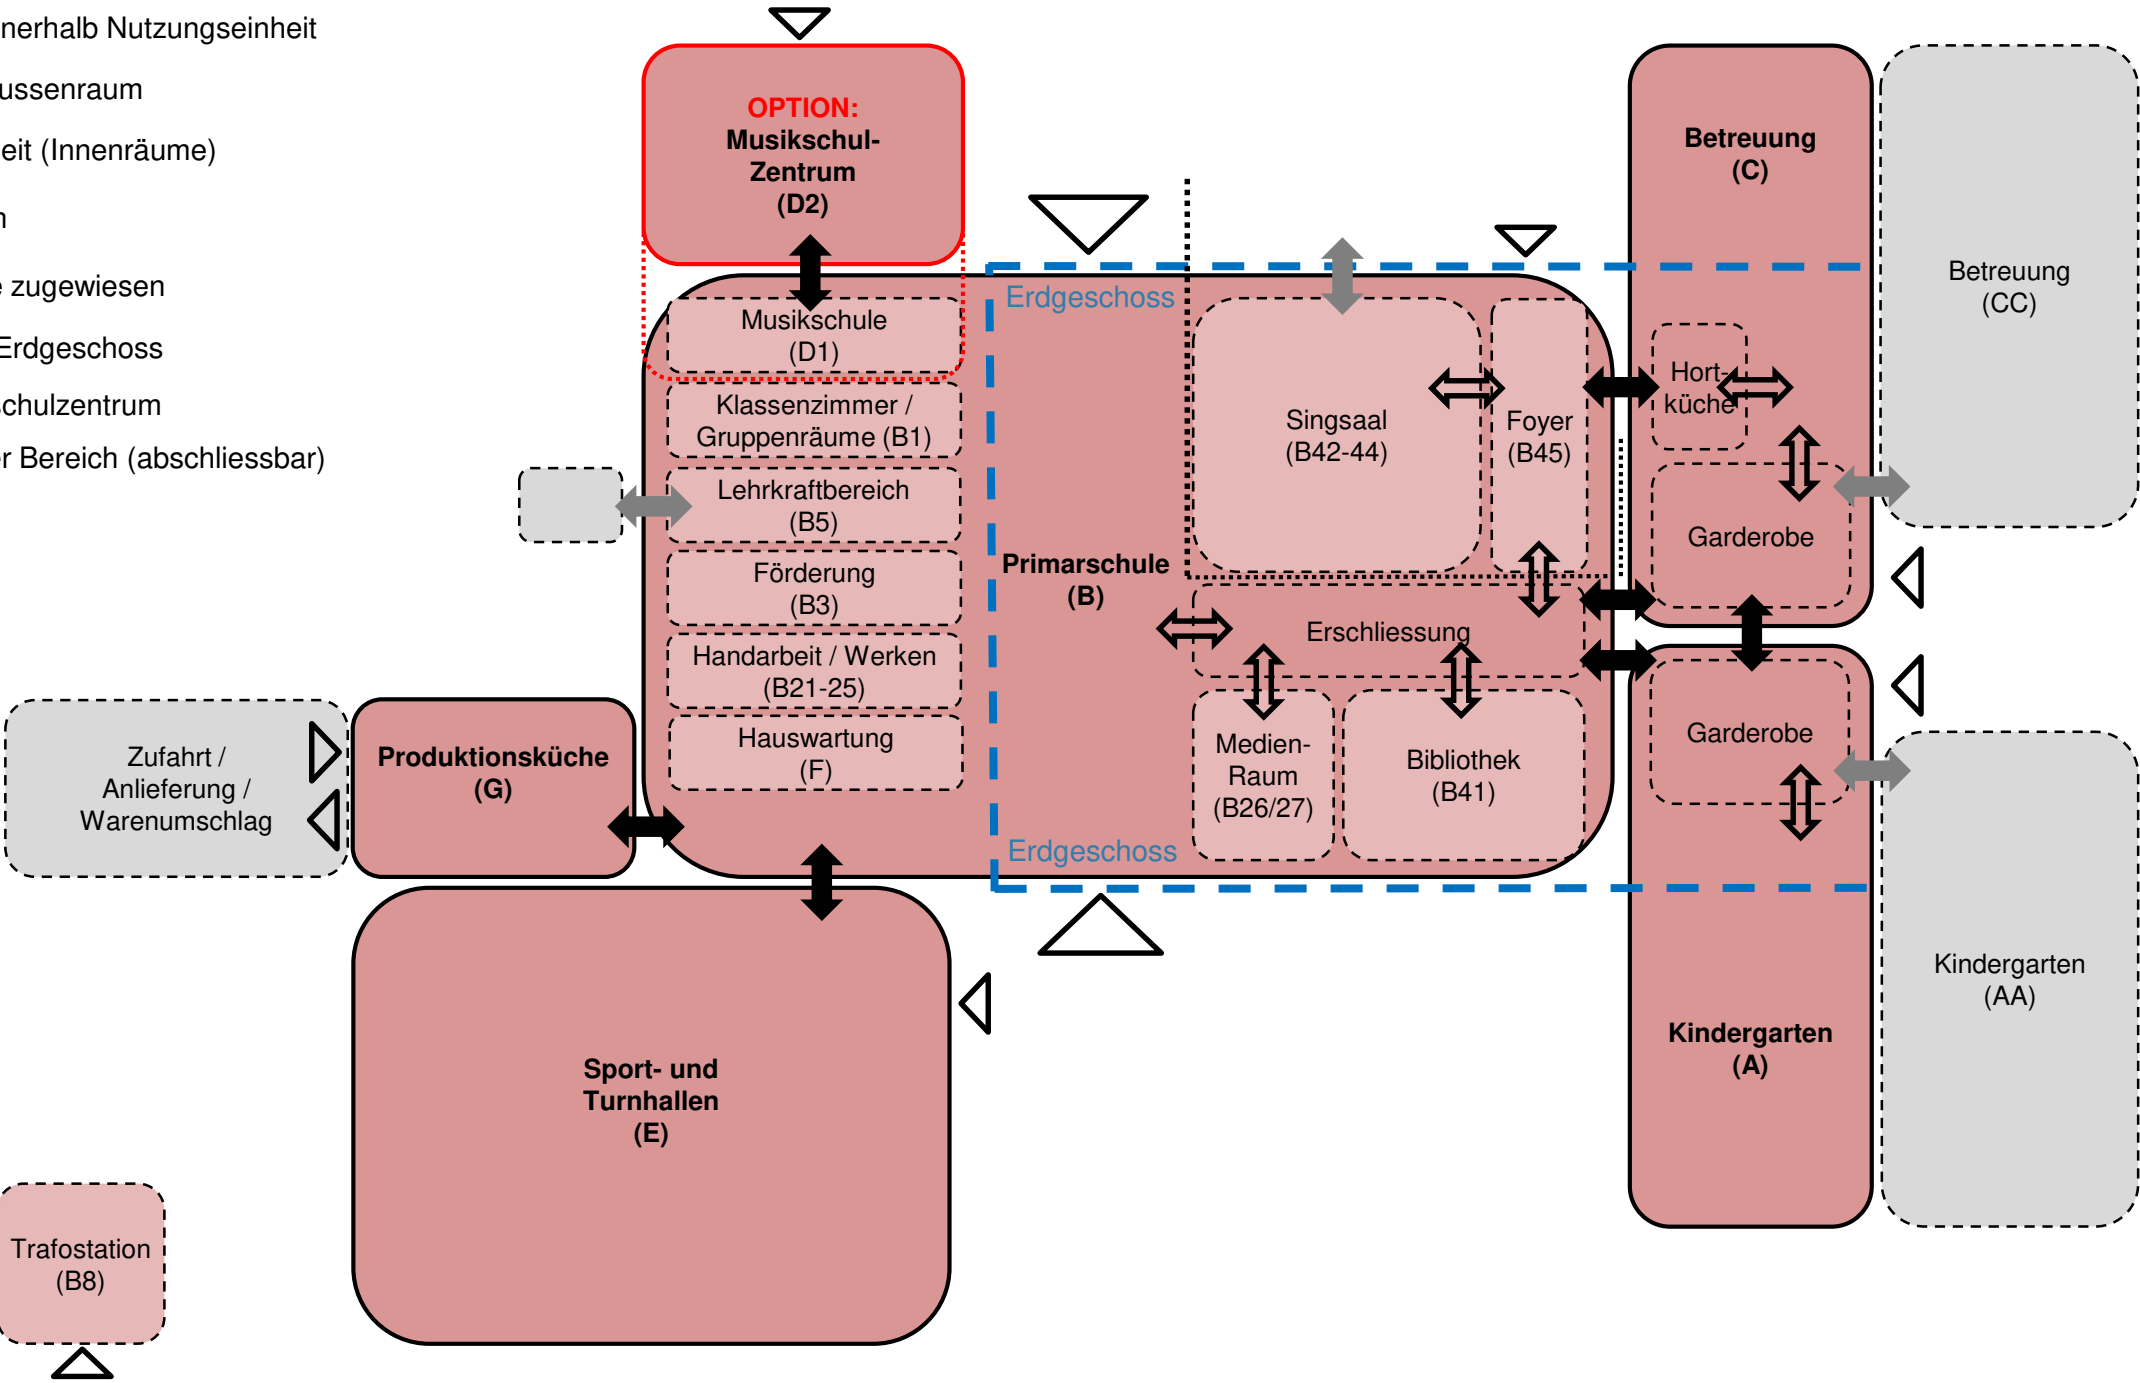 nerhalb Nutzungseinheit
ussenraum
eit (Innenräume)
zugewiesen
Erdgeschoss
schulzentrum
er Bereich (abschliessbar)
OPTION:
Musikschul-
Zentrum
(D2)
Betreuung
(C)
Betreuung
(CC)
Erdgeschoss
Musikschule
(D1)
Klassenzimmer /
Gruppenräume (B1)
Lehrkraftbereich
(B5)
Förderung
(B3)
Handarbeit / Werken
(B21-25)
Hauswartung
(F)
Primarschule
(B)
Singsaal
(B42-44)
Foyer
(B45)
Hort-
küche
Garderobe
Erschliessung
Medien-
Raum
(B26/27)
Bibliothek
(B41)
Erdgeschoss
Garderobe
Zufahrt /
Anlieferung /
Warenumschlag
Produktionsküche
(G)
Sport- und
Turnhallen
(E)
Kindergarten
(A)
Kindergarten
(AA)
Trafostation
(B8)